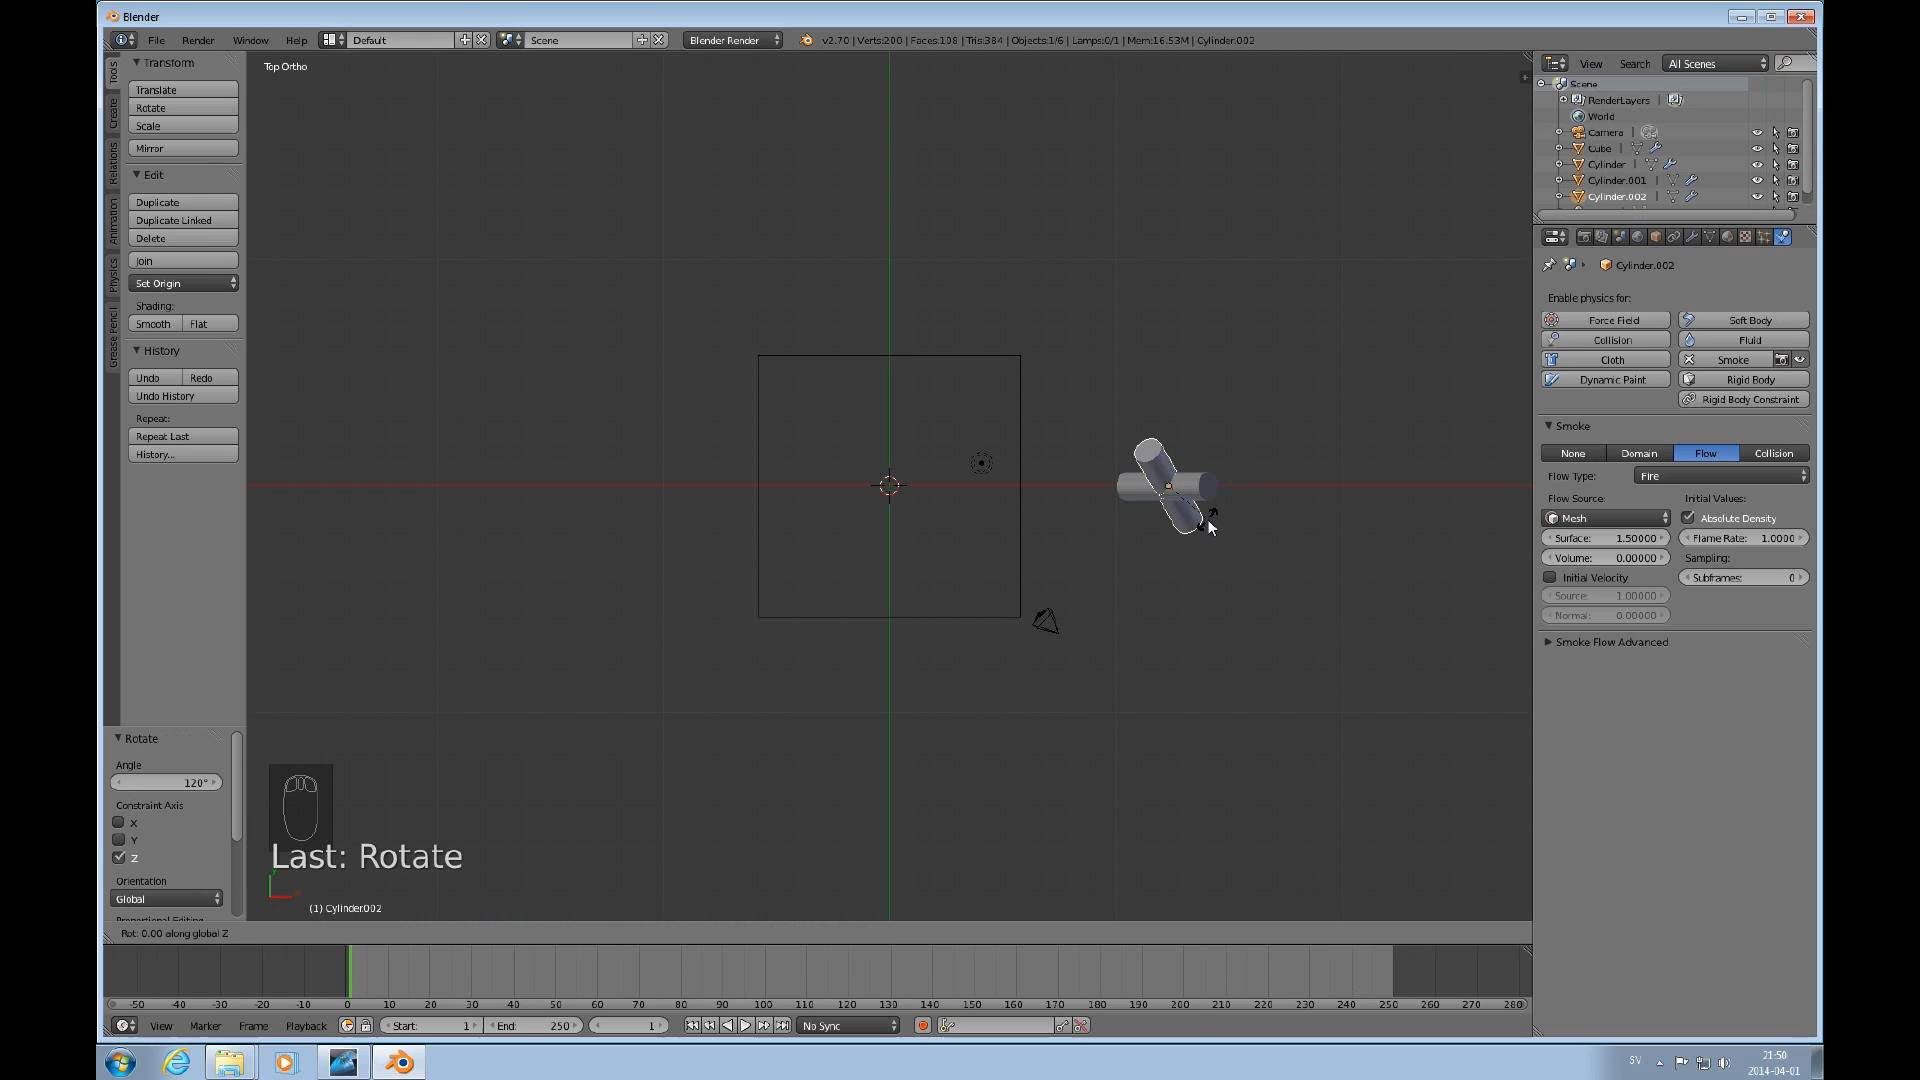 Blender
File Render Window Help Default Scene Blender Render v2.70 | Verts:200 | Faces:108 | Tris:384 | Objects:1/6 | Lamps:0/1 | Mem:16.53M | Cylinder.002
Top Ortho
Tools
Create
Relations
Animation
Physics
Grease Pencil
Transform
Translate
Rotate
Scale
Mirror
Edit
Duplicate
Duplicate Linked
Delete
Join
Set Origin
Shading:
Smooth Flat
History
Undo Redo
Undo History
Repeat:
Repeat Last
History...
Rotate
Angle
120°
Constraint Axis
X
Y
Z
Orientation
Global
Last: Rotate
(1) Cylinder.002
Rot: 0.00 along global Z
View Search All Scenes
Scene
RenderLayers
World
Camera
Cube
Cylinder
Cylinder.001
Cylinder.002
Cylinder.002
Enable physics for:
Force Field Soft Body
Collision Fluid
Cloth Smoke
Dynamic Paint Rigid Body
Rigid Body Constraint
Smoke
None Domain Flow Collision
Flow Type: Fire
Flow Source: Initial Values:
Mesh Absolute Density
Surface: 1.50000 Flame Rate: 1.0000
Volume: 0.00000 Sampling:
Initial Velocity Subframes: 0
Source: 1.00000
Normal: 0.00000
Smoke Flow Advanced
-50 -40 -30 -20 -10 0 10 20 30 40 50 60 70 80 90 100 110 120 130 140 150 160 170 180 190 200 210 220 230 240 250 260 270 280
View Marker Frame Playback Start: 1 End: 250 1 No Sync
SV 21:50
2014-04-01